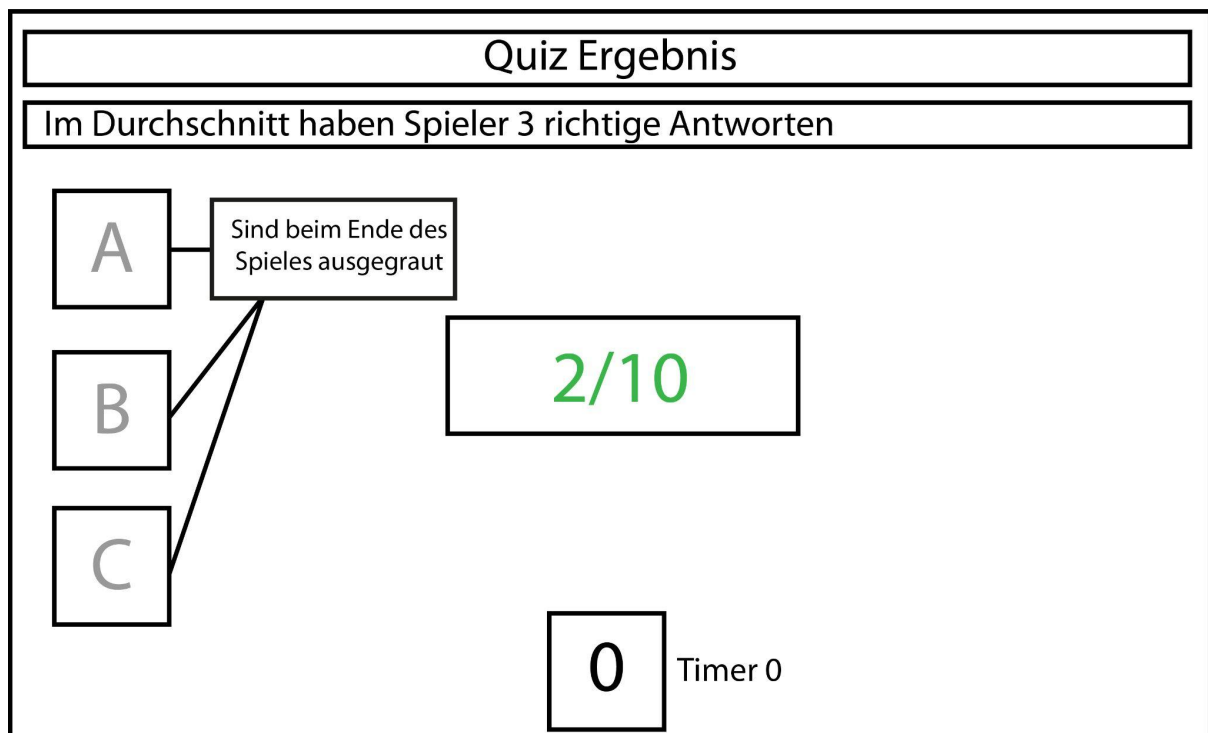 Quiz Ergebnis
Im Durchschnitt haben Spieler 3 richtige Antworten
A
Sind beim Ende des
Spieles ausgegraut
B
2/10
C
0
Timer 0